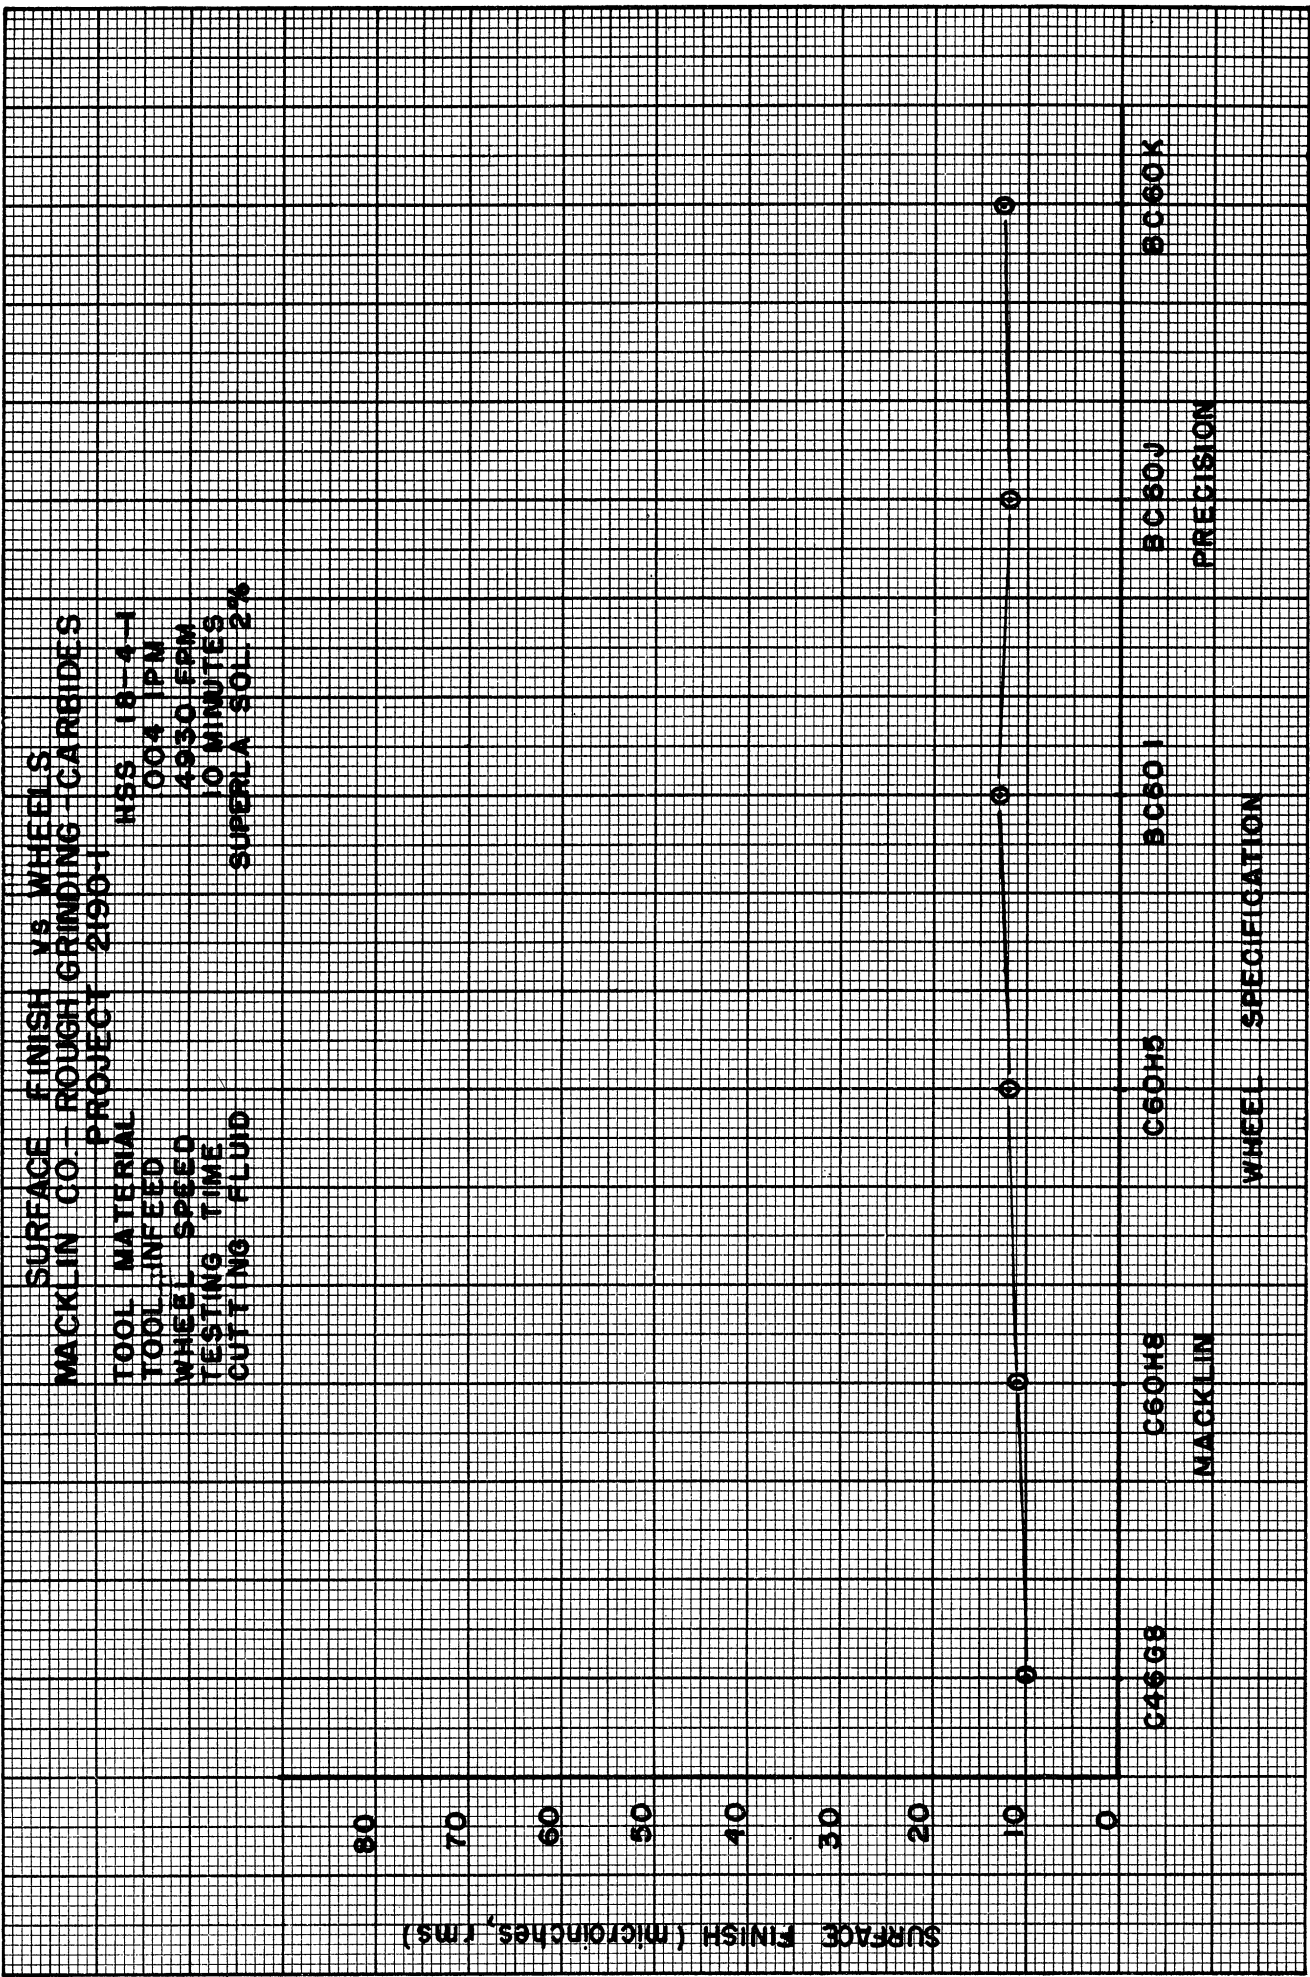 SURFACE FINISH vs WHEELS
MACKLIN CO. - ROUGH GRINDING - CARBIDES
PROJECT 2190-1
TOOL MATERIAL HSS 18-4-1
TOOL INFEED .004 IPM
WHEEL SPEED 4930 FPM
TESTING TIME 10 MINUTES
CUTTING FLUID SUPERLA SOL. 2%
SURFACE FINISH (microinches, rms)
80
70
60
50
40
30
20
10
0
C46G8 C60H8 C60H5 BC60I BC60J BC60K
MACKLIN PRECISION
WHEEL SPECIFICATION